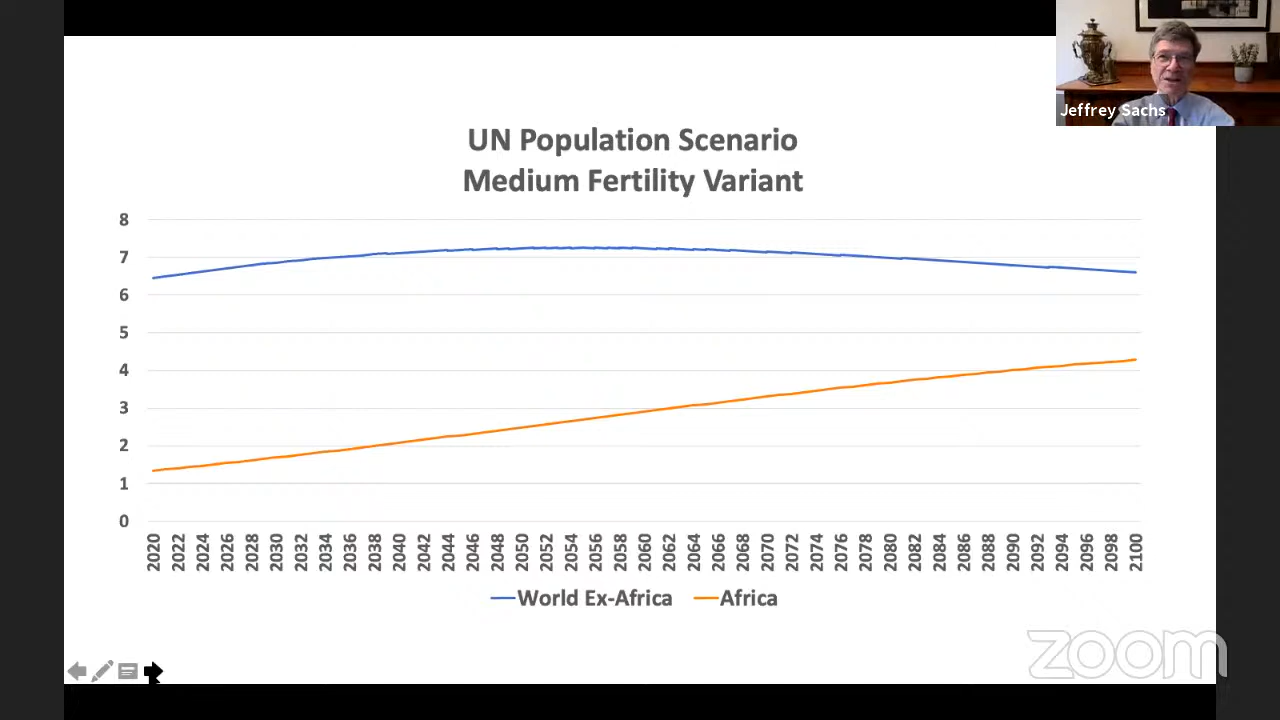 Jeffrey Sachs
UN Population Scenario
Medium Fertility Variant
8
7
6
5
4
3
2
1
0
2020 2022 2024 2026 2028 2030 2032 2034 2036 2038 2040 2042 2044 2046 2048 2050 2052 2054 2056 2058 2060 2062 2064 2066 2068 2070 2072 2074 2076 2078 2080 2082 2084 2086 2088 2090 2092 2094 2096 2098 2100
World Ex-Africa Africa
zoom